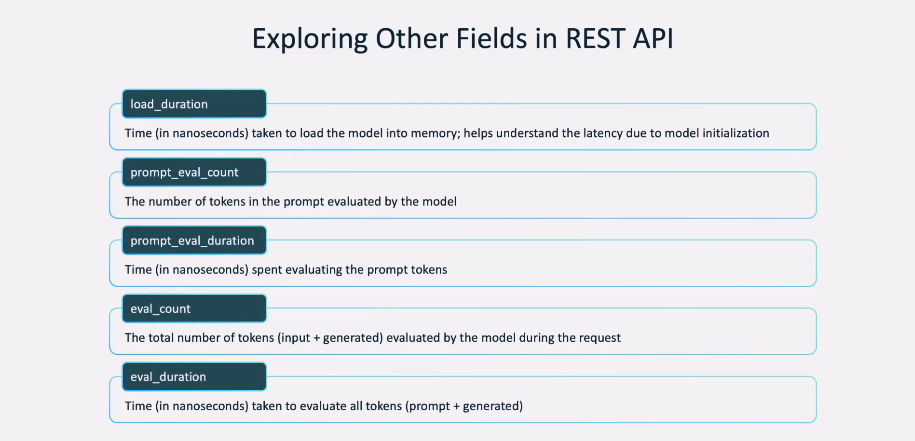 Exploring Other Fields in REST API
load_duration
Time (in nanoseconds) taken to load the model into memory; helps understand the latency due to model initialization
prompt_eval_count
The number of tokens in the prompt evaluated by the model
prompt_eval_duration
Time (in nanoseconds) spent evaluating the prompt tokens
eval_count
The total number of tokens (input + generated) evaluated by the model during the request
eval_duration
Time (in nanoseconds) taken to evaluate all tokens (prompt + generated)